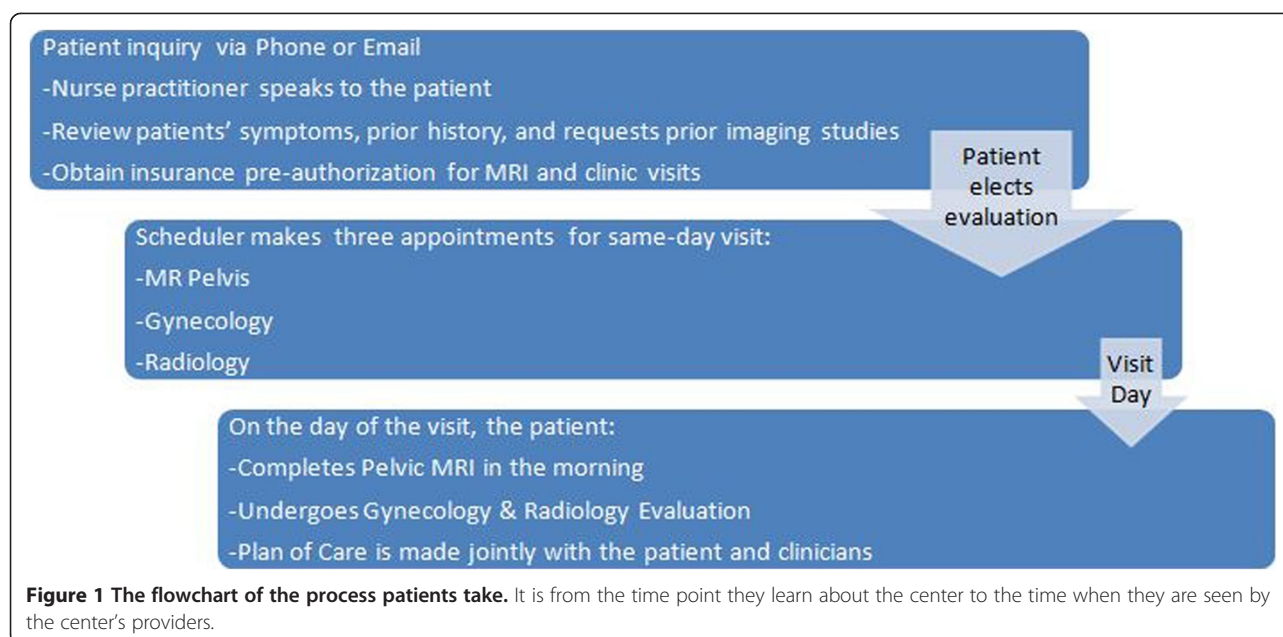 Patient inquiry via Phone or Email
-Nurse practitioner speaks to the patient
-Review patients’ symptoms, prior history, and requests prior imaging studies
-Obtain insurance pre-authorization for MRI and clinic visits
Patient
elects
evaluation
Scheduler makes three appointments for same-day visit:
-MR Pelvis
-Gynecology
-Radiology
Visit
Day
On the day of the visit, the patient:
-Completes Pelvic MRI in the morning
-Undergoes Gynecology & Radiology Evaluation
-Plan of Care is made jointly with the patient and clinicians
Figure 1 The flowchart of the process patients take. It is from the time point they learn about the center to the time when they are seen by
the center’s providers.